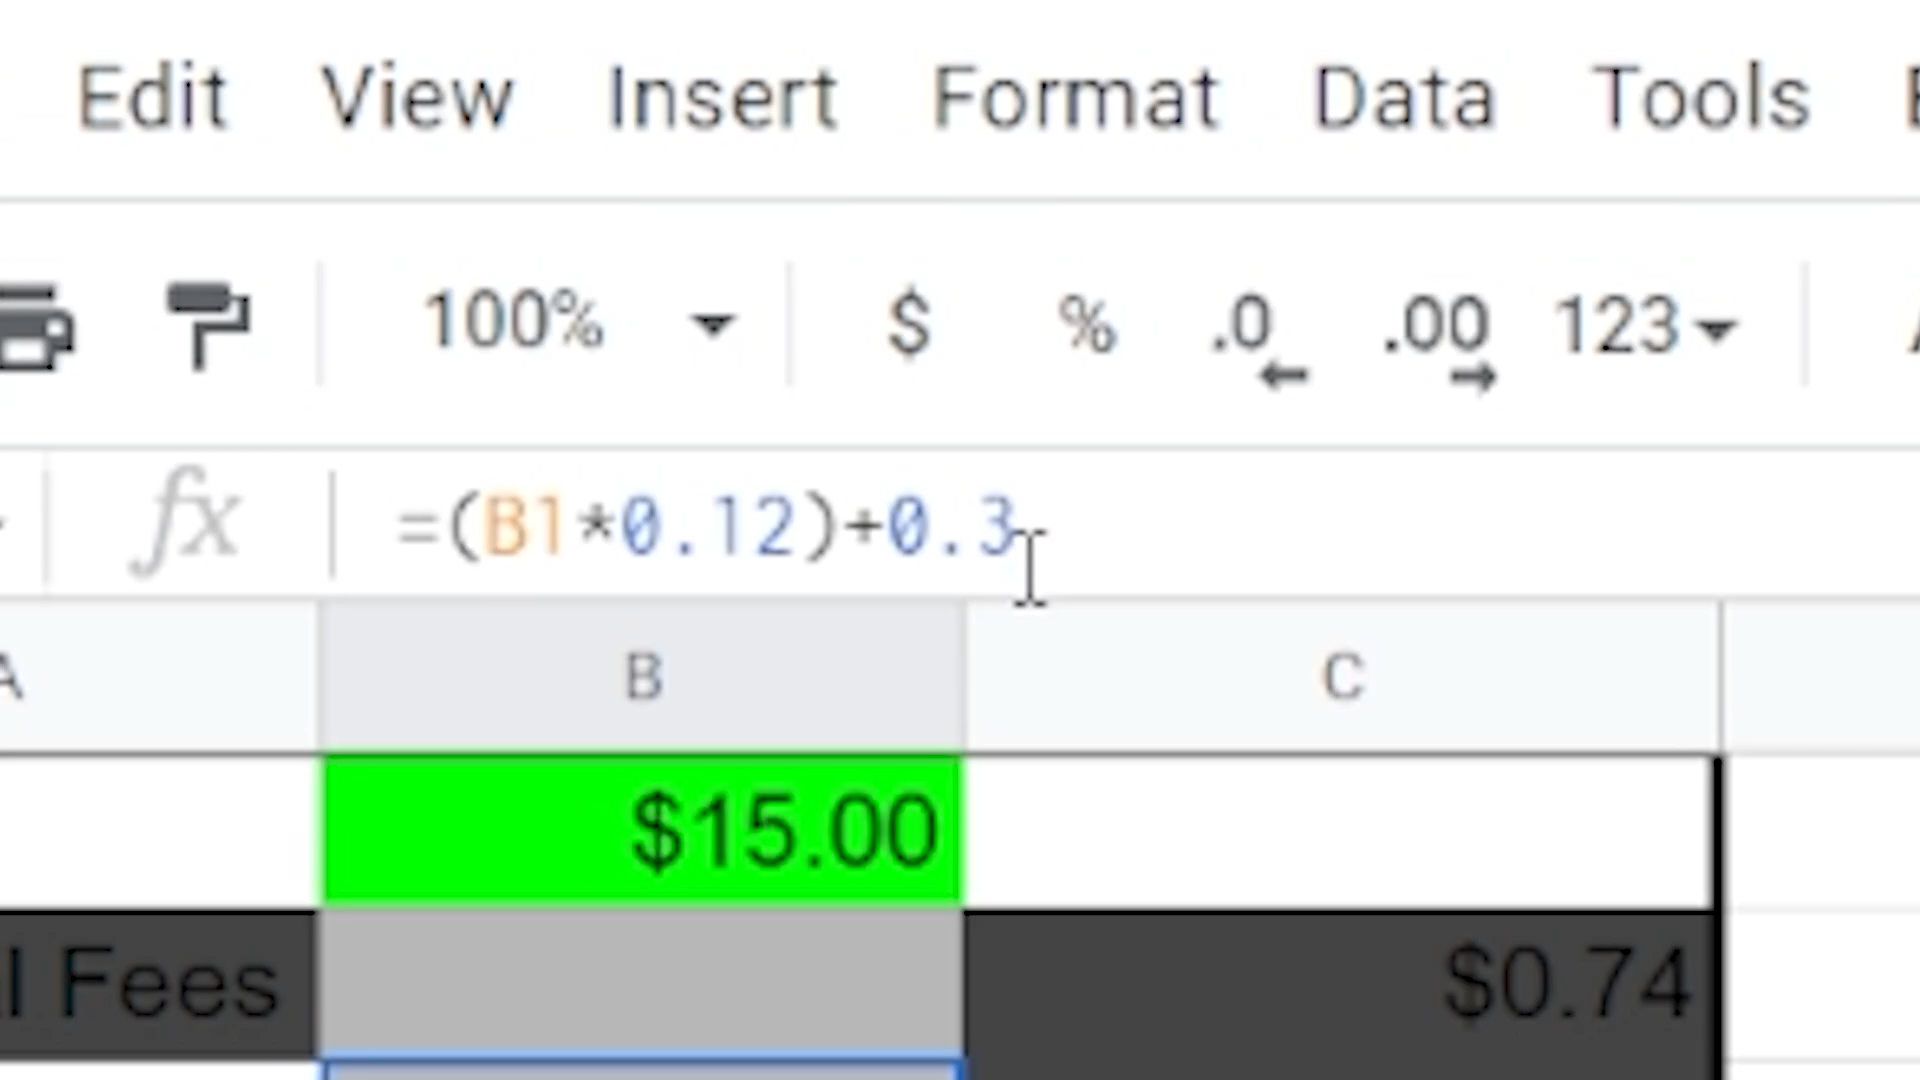 Edit View Insert Format Data Tools
100% $ % .0 .00 123
fx =(B1*0.12)+0.3
A B C
$15.00
l Fees $0.74